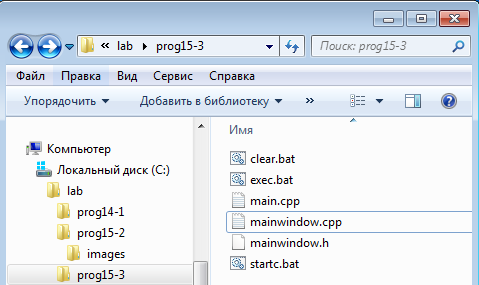 « lab ▸ prog15-3
Поиск: prog15-3
Файл Правка Вид Сервис Справка
Упорядочить Добавить в библиотеку »
Компьютер
Локальный диск (C:)
lab
prog14-1
prog15-2
images
prog15-3
Имя
clear.bat
exec.bat
main.cpp
mainwindow.cpp
mainwindow.h
startc.bat